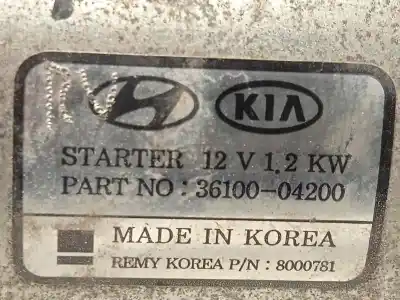 KIA
STARTER 12 V 1.2 KW
PART NO : 36100-04200
MADE IN KOREA
REMY KOREA P/N : 8000781